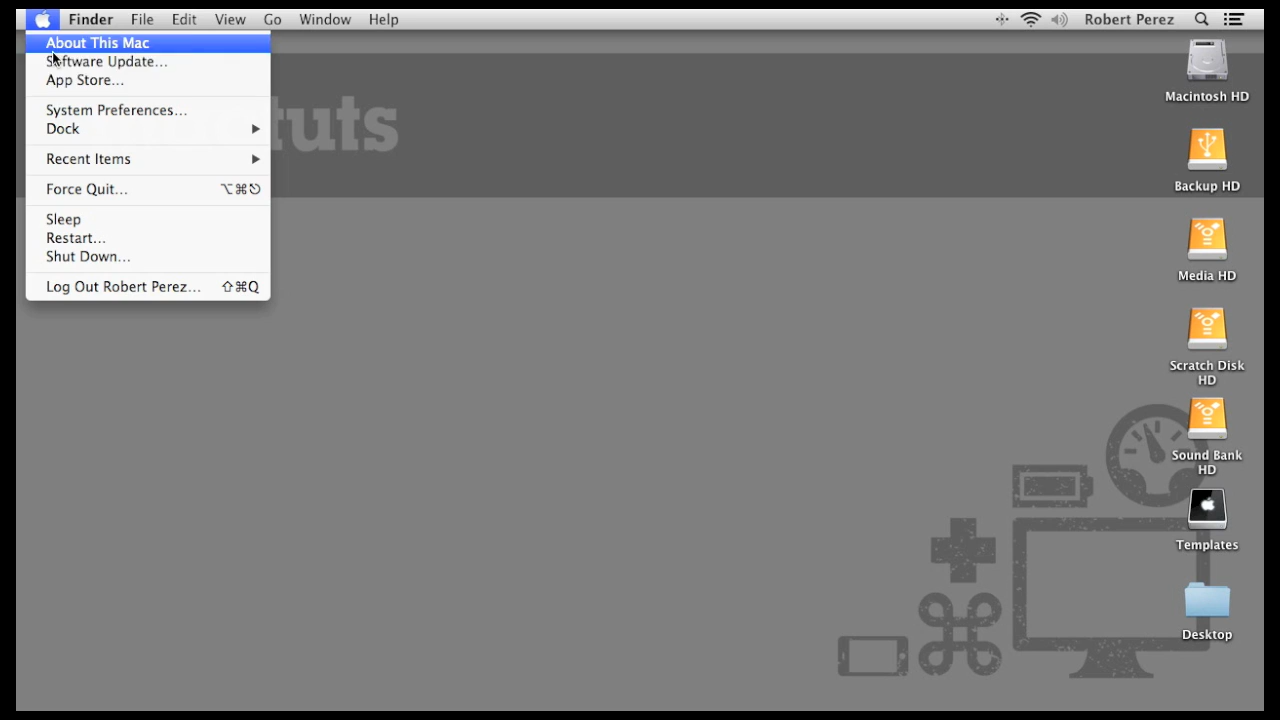 Finder File Edit View Go Window Help Robert Perez
About This Mac
Software Update...
App Store...
System Preferences...
Dock
Recent Items
Force Quit... ⌥⌘⎋
Sleep
Restart...
Shut Down...
Log Out Robert Perez... ⇧⌘Q
tuts
Macintosh HD
Backup HD
Media HD
Scratch Disk
HD
Sound Bank
HD
Templates
Desktop